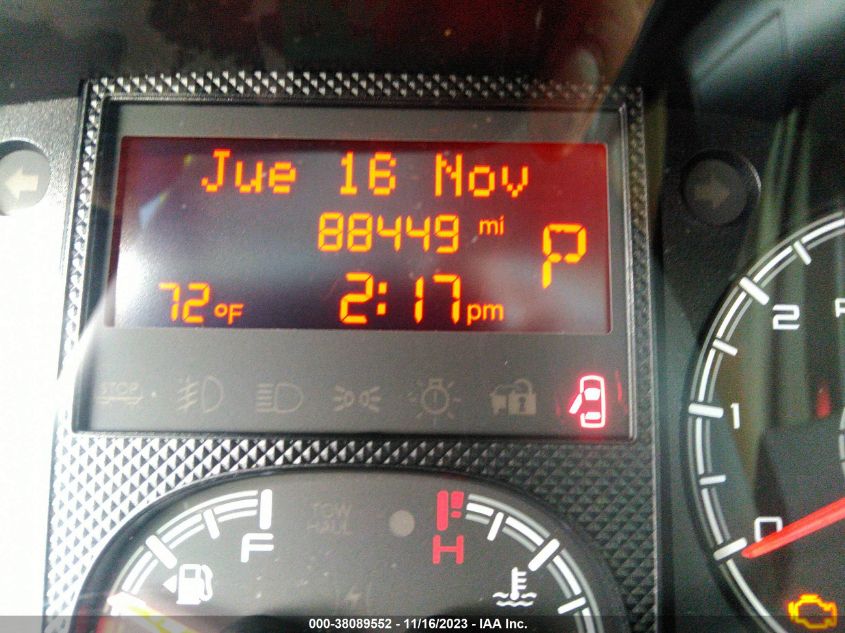 Jue 16 Nov
88449 mi
P
72°F 2:17 pm
STOP
TOW
HAUL
F
H
2
1
0
000-38089552 - 11/16/2023 - IAA Inc.